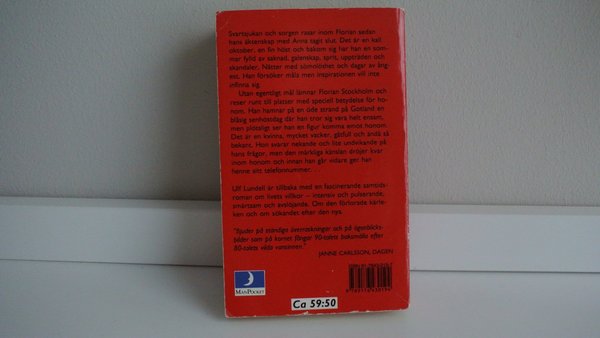 Svartsjukan och sorgen rasar inom Florian sedan
hans äktenskap med Anna tagit slut. Det är en kall
oktober, en lin höst och bakom sig har han en som-
mar fylld av saknad, galenskap, sprit, uppträden och
skandaler. Nätter med sömnlöshet och dagar av ång-
est. Han försöker måla men inspirationen vill inte
infinna sig.
Utan egentligt mål lämnar Florian Stockholm och
reser runt till platser med speciell betydelse för ho-
nom. Han hamnar på en öde strand på Gotland en
blåsig senhöstdag där han tror sig vara helt ensam,
men plötsligt ser han en figur komma emot honom.
Det är en kvinna, mycket vacker, gåtfull och ändå så
bekant. Hon svarar nekande och lite undvikande på
hans frågor, men den märkliga känslan dröjer kvar
inom honom och innan han går vidare ger han
henne sitt telefonnummer. . .
Ulf Lundell är tillbaka med en fascinerande samtids-
roman om livets villkor – intensiv och pulserande,
smärtsam och avslöjande. Om den förlorade kärle-
ken och om sökandet efter den nya.
"Bjuder på ständiga överraskningar och på ögonblicks-
bilder som på kornet fångar 90-talets baksmälla efter
80-talets vilda vansinnen."
JANNE CARLSSON, DAGEN
MÅNPOCKET
Ca 59:50